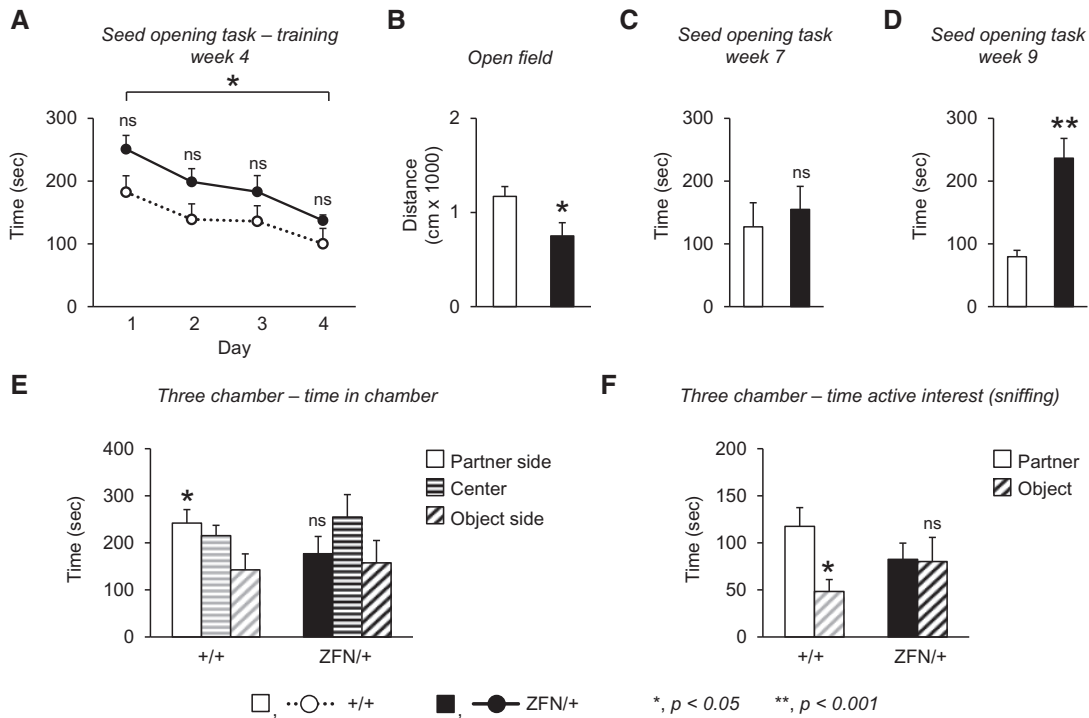 A
Seed opening task – training
week 4
*
300
200
100
0
Time (sec)
ns
ns
ns
ns
1 2 3 4
Day
B
Open field
2
1
0
Distance
(cm x 1000)
*
C
Seed opening task
week 7
300
200
100
0
Time (sec)
ns
D
Seed opening task
week 9
300
200
100
0
Time (sec)
**
E
Three chamber – time in chamber
400
300
200
100
0
Time (sec)
*
ns
+/+ ZFN/+
Partner side
Center
Object side
F
Three chamber – time active interest (sniffing)
200
150
100
50
0
Time (sec)
*
ns
+/+ ZFN/+
Partner
Object
, +/+ , ZFN/+ *, p < 0.05 **, p < 0.001